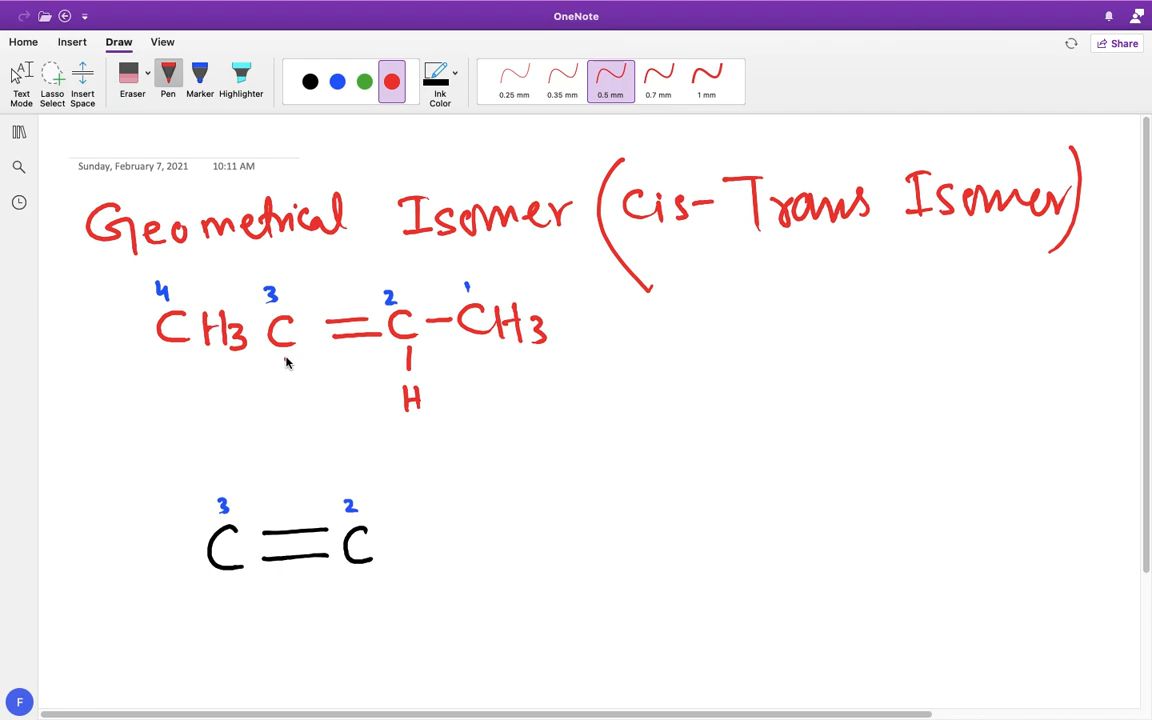 OneNote
Home Insert Draw View
Share
Text Mode
Lasso Select
Insert Space
Eraser
Pen
Marker
Highlighter
Ink Color
0.25 mm
0.35 mm
0.5 mm
0.7 mm
1 mm
Sunday, February 7, 2021 10:11 AM
Geometrical Isomer (Cis-Trans Isomer)
4 3 2 1
CH3 C = C - CH3
|
H
3 2
C = C
F